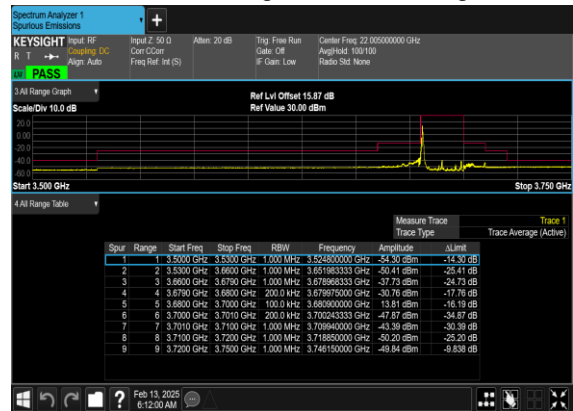 Spectrum Analyzer 1
Spurious Emissions
KEYSIGHT Input: RF Input Z: 50 Ω Atten: 20 dB Trig: Free Run Center Freq: 22.005000000 GHz
R T Coupling: DC Corr CCorr Gate: Off Avg|Hold: 100/100
Align: Auto Freq Ref: Int (S) IF Gain: Low Radio Std: None
LXI PASS
3 All Range Graph Ref Lvl Offset 15.87 dB
Scale/Div 10.0 dB Ref Value 30.00 dBm
20.0
0.00
-20.0
-40.0
-60.0
Start 3.500 GHz Stop 3.750 GHz
4 All Range Table
Measure Trace Trace 1
Trace Type Trace Average (Active)
Spur Range Start Freq Stop Freq RBW Frequency Amplitude ΔLimit
1 1 3.5000 GHz 3.5300 GHz 1.000 MHz 3.524800000 GHz -54.30 dBm -14.30 dB
2 2 3.5300 GHz 3.6600 GHz 1.000 MHz 3.651983333 GHz -50.41 dBm -25.41 dB
3 3 3.6600 GHz 3.6790 GHz 1.000 MHz 3.678968333 GHz -37.73 dBm -24.73 dB
4 4 3.6790 GHz 3.6800 GHz 200.0 kHz 3.679975000 GHz -30.76 dBm -17.76 dB
5 5 3.6800 GHz 3.7000 GHz 100.0 kHz 3.680900000 GHz 13.81 dBm -16.19 dB
6 6 3.7000 GHz 3.7010 GHz 200.0 kHz 3.700243333 GHz -47.87 dBm -34.87 dB
7 7 3.7010 GHz 3.7100 GHz 1.000 MHz 3.709940000 GHz -43.39 dBm -30.39 dB
8 8 3.7100 GHz 3.7200 GHz 1.000 MHz 3.718850000 GHz -50.20 dBm -25.20 dB
9 9 3.7200 GHz 3.7500 GHz 1.000 MHz 3.746150000 GHz -49.84 dBm -9.838 dB
Feb 13, 2025
6:12:00 AM